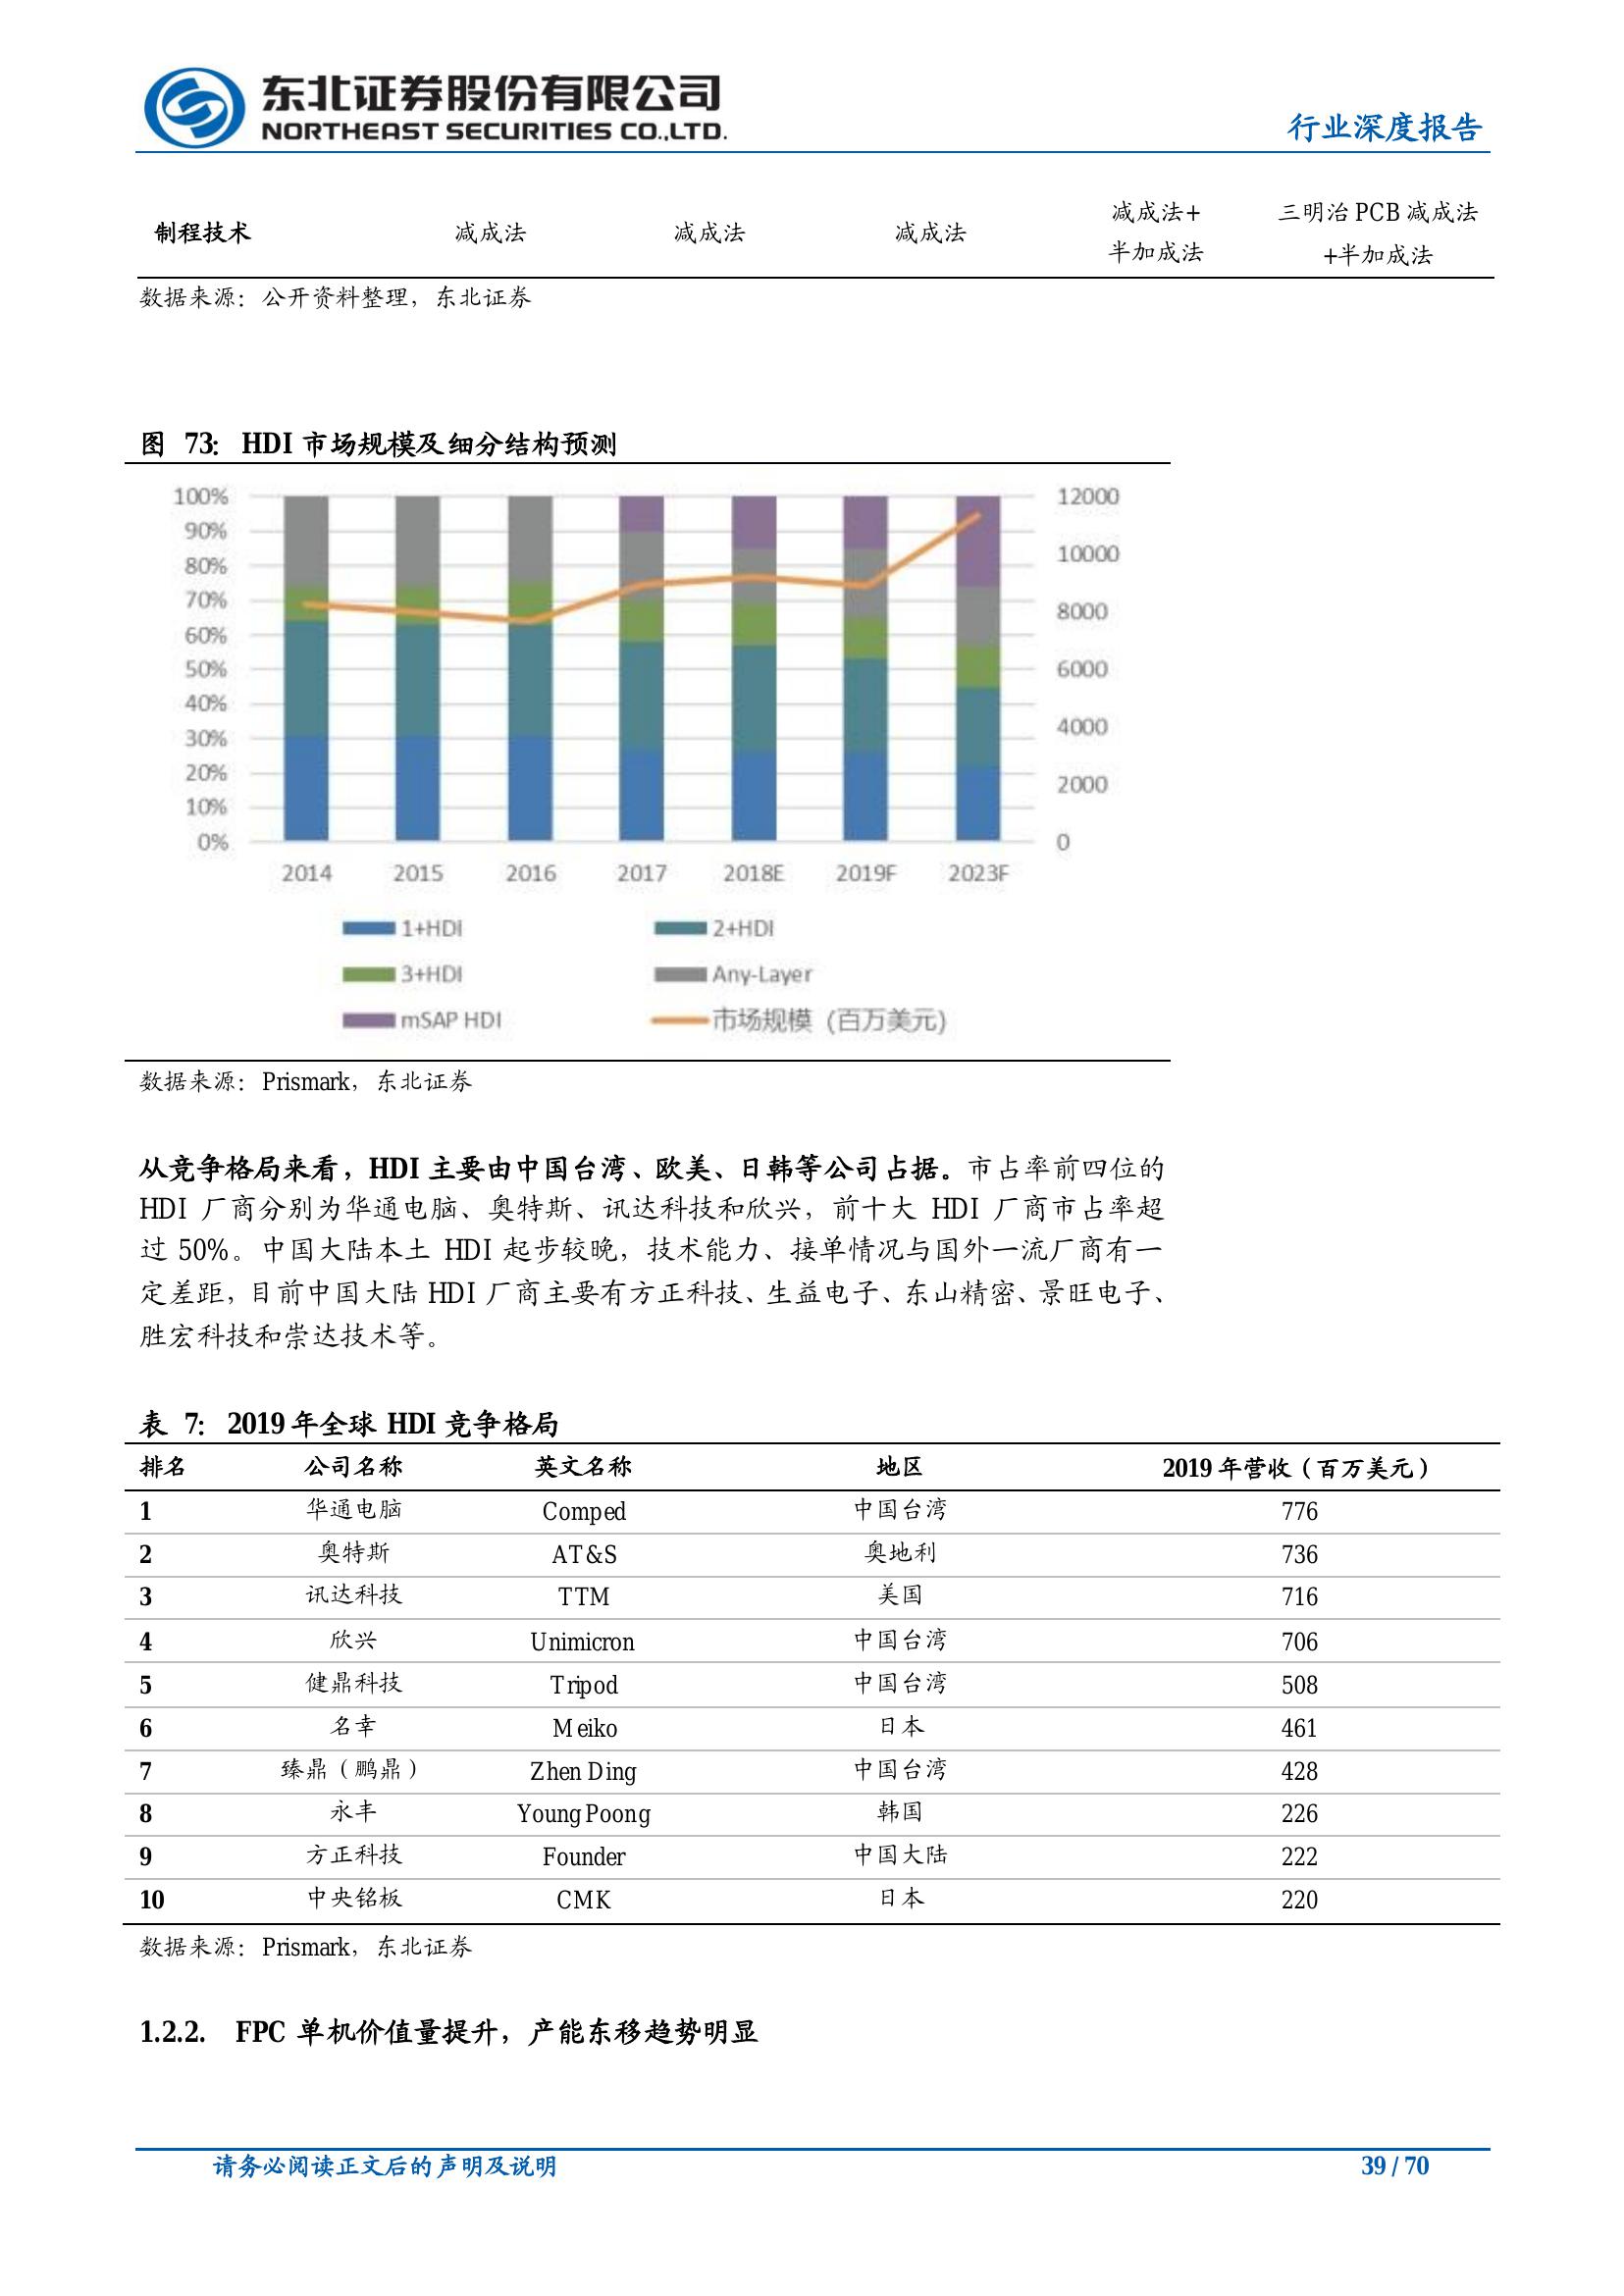 东北证券股份有限公司
NORTHEAST SECURITIES CO.,LTD.
行业深度报告
制程技术 减成法 减成法 减成法 减成法+ 三明治 PCB 减成法
半加成法 +半加成法
数据来源：公开资料整理，东北证券
图 73： HDI 市场规模及细分结构预测
100% 12000
90%
80% 10000
70% 8000
60%
50% 6000
40% 4000
30%
20% 2000
10%
0% 0
2014 2015 2016 2017 2018E 2019F 2023F
1+HDI 2+HDI
3+HDI Any-Layer
mSAP HDI 市场规模（百万美元）
数据来源：Prismark，东北证券
从竞争格局来看，HDI 主要由中国台湾、欧美、日韩等公司占据。市占率前四位的
HDI 厂商分别为华通电脑、奥特斯、讯达科技和欣兴，前十大 HDI 厂商市占率超
过 50%。中国大陆本土 HDI 起步较晚，技术能力、接单情况与国外一流厂商有一
定差距，目前中国大陆 HDI 厂商主要有方正科技、生益电子、东山精密、景旺电子、
胜宏科技和崇达技术等。
表 7： 2019 年全球 HDI 竞争格局
排名 公司名称 英文名称 地区 2019 年营收（百万美元）
1 华通电脑 Comped 中国台湾 776
2 奥特斯 AT&S 奥地利 736
3 讯达科技 TTM 美国 716
4 欣兴 Unimicron 中国台湾 706
5 健鼎科技 Tripod 中国台湾 508
6 名幸 Meiko 日本 461
7 臻鼎（鹏鼎） Zhen Ding 中国台湾 428
8 永丰 Young Poong 韩国 226
9 方正科技 Founder 中国大陆 222
10 中央铭板 CMK 日本 220
数据来源：Prismark，东北证券
1.2.2. FPC 单机价值量提升，产能东移趋势明显
请务必阅读正文后的声明及说明 39 / 70